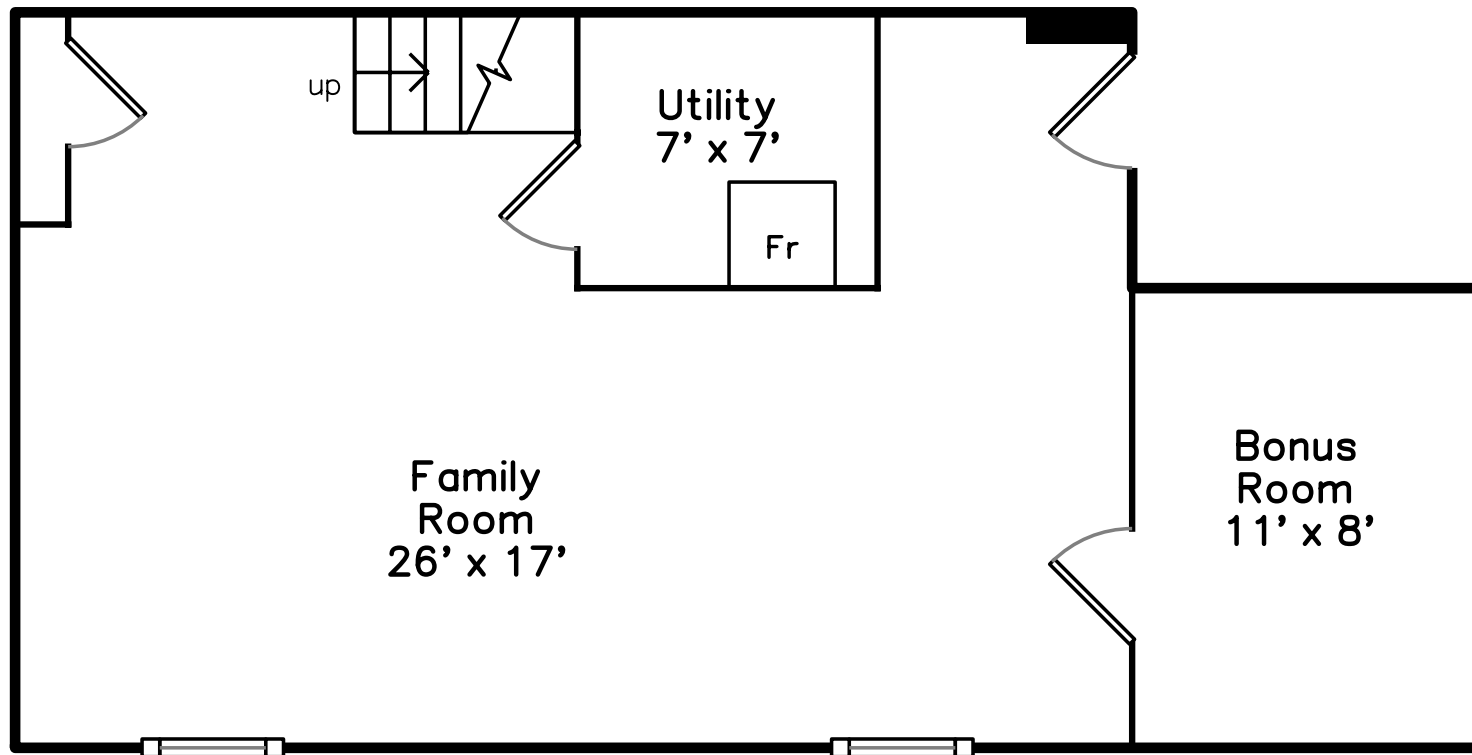 up
Utility
7' x 7'
Fr
Family
Room
26' x 17'
Bonus
Room
11' x 8'